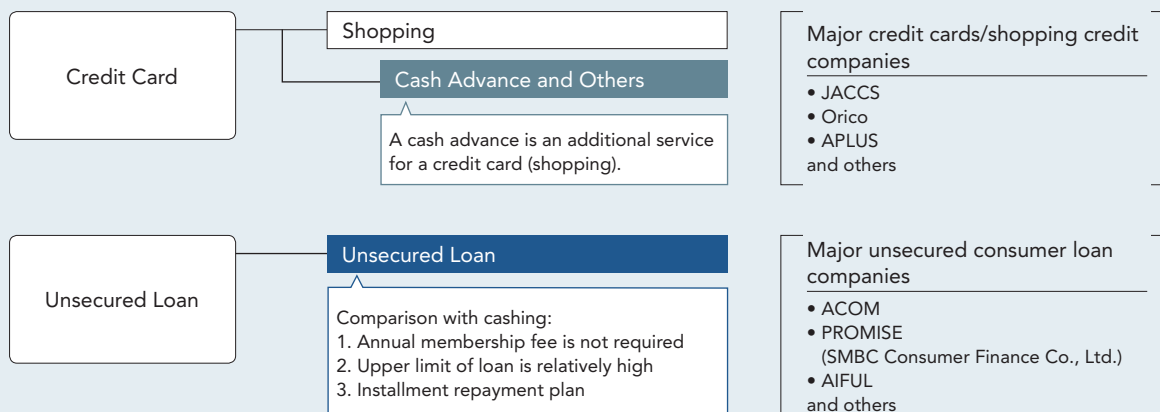 Credit Card
Shopping
Cash Advance and Others
A cash advance is an additional service
for a credit card (shopping).
Major credit cards/shopping credit
companies
• JACCS
• Orico
• APLUS
and others
Unsecured Loan
Unsecured Loan
Comparison with cashing:
1. Annual membership fee is not required
2. Upper limit of loan is relatively high
3. Installment repayment plan
Major unsecured consumer loan
companies
• ACOM
• PROMISE
(SMBC Consumer Finance Co., Ltd.)
• AIFUL
and others